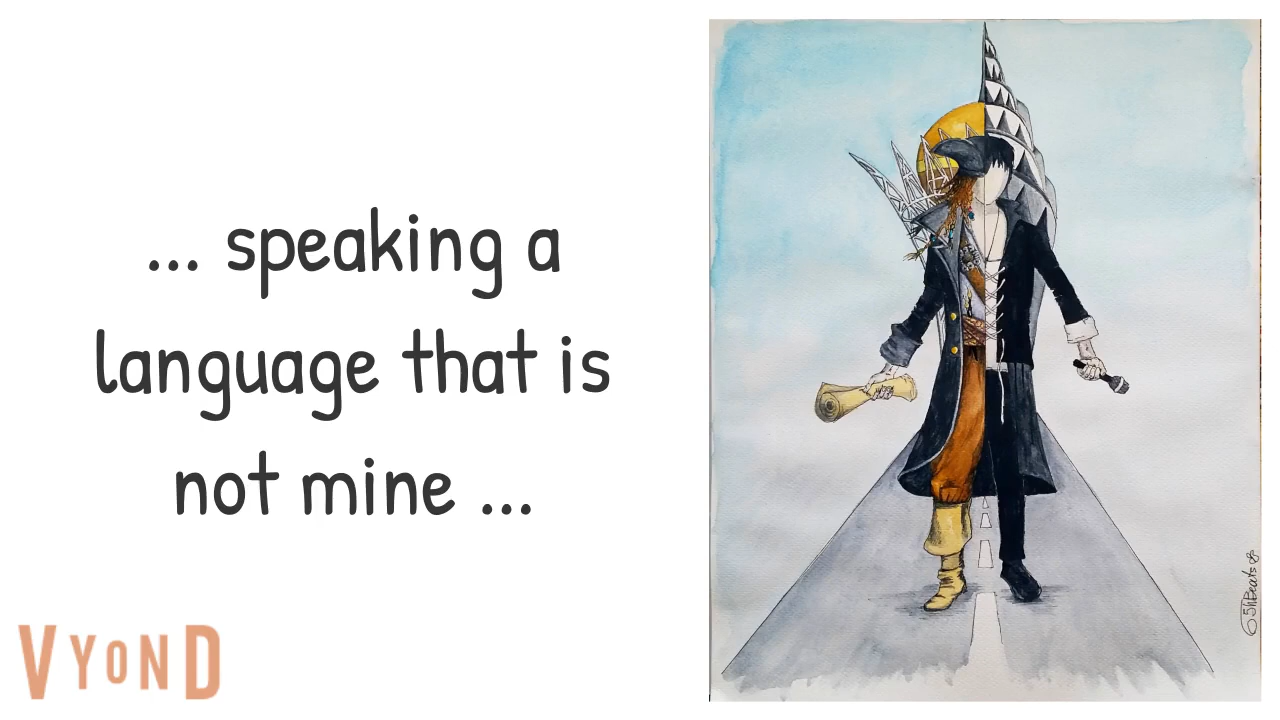 ... speaking a
language that is
not mine ...
VYOND